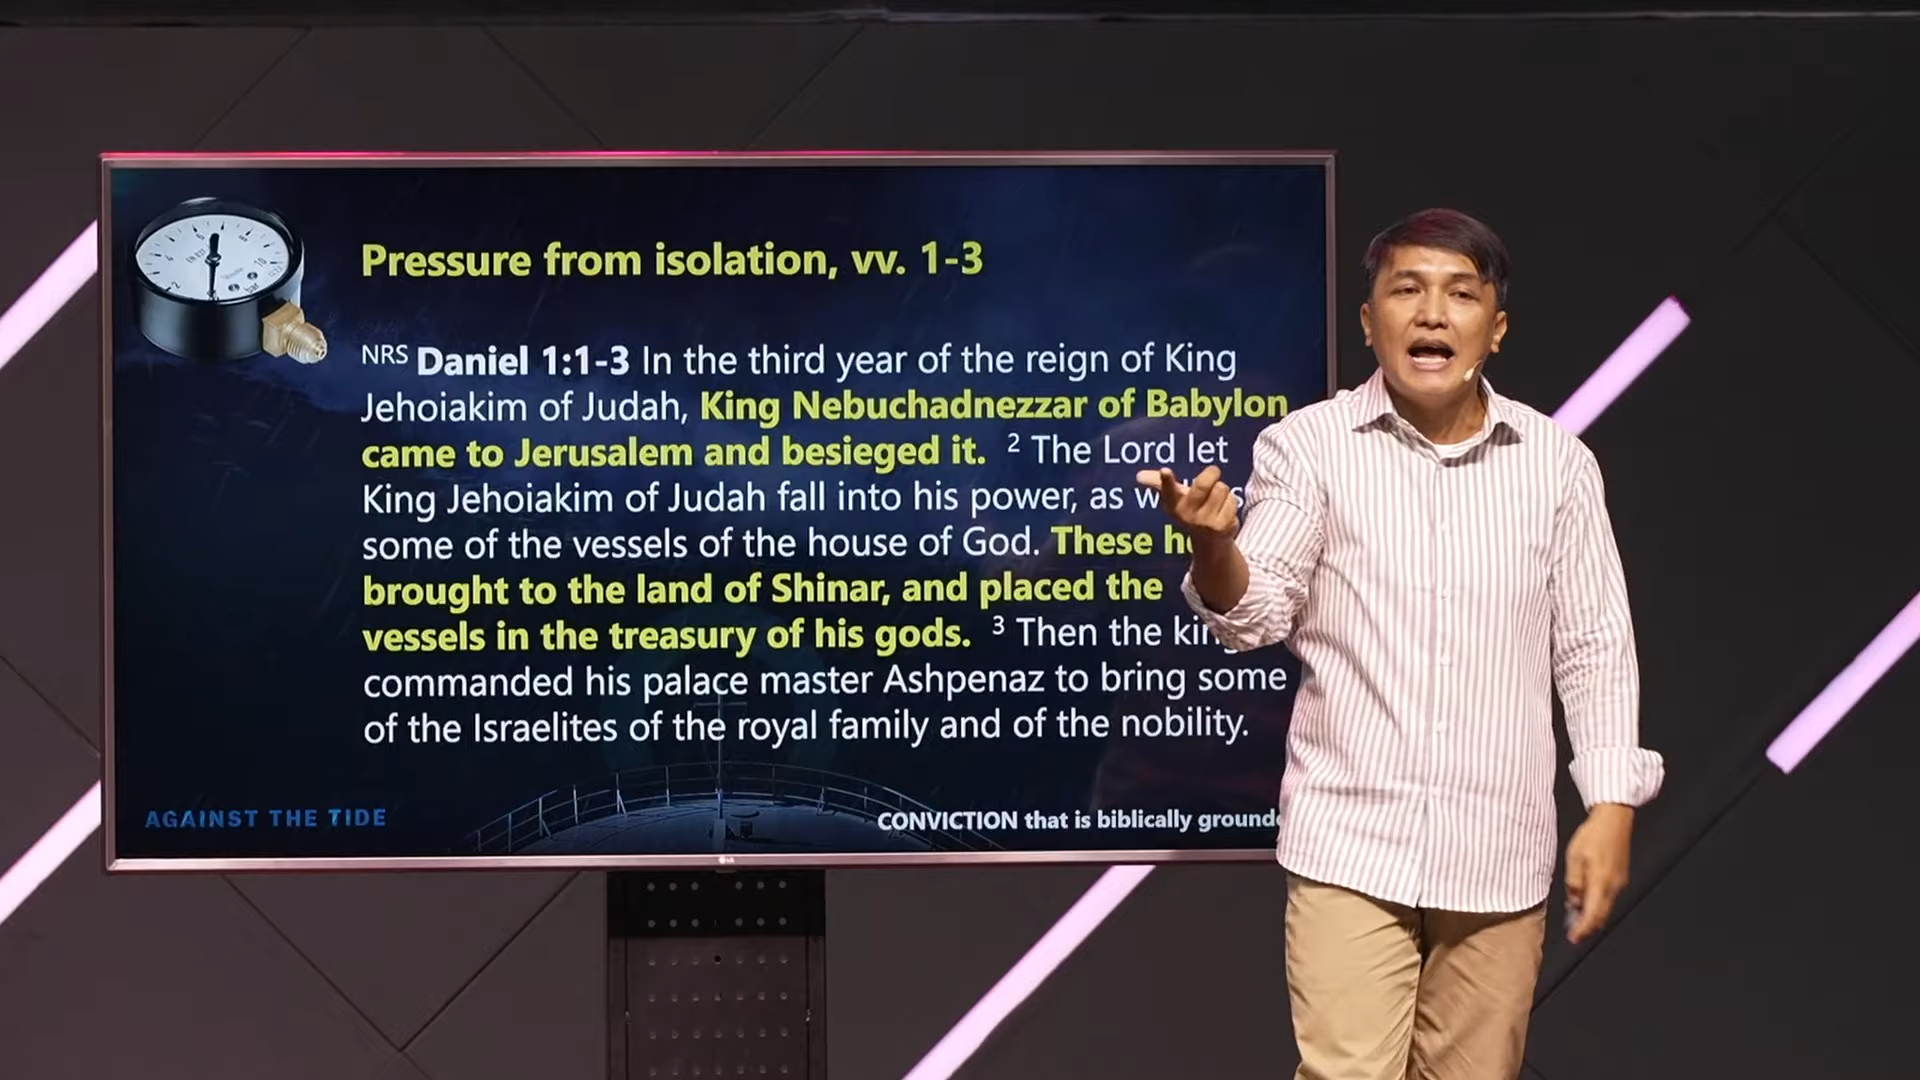 Pressure from isolation, vv. 1-3
NRS Daniel 1:1-3 In the third year of the reign of King
Jehoiakim of Judah, King Nebuchadnezzar of Babylon
came to Jerusalem and besieged it. 2 The Lord let
King Jehoiakim of Judah fall into his power, as
some of the vessels of the house of God. These
brought to the land of Shinar, and placed the
vessels in the treasury of his gods. 3 Then the
commanded his palace master Ashpenaz to bring some
of the Israelites of the royal family and of the nobility.
AGAINST THE TIDE
CONVICTION that is biblically
LG
bar